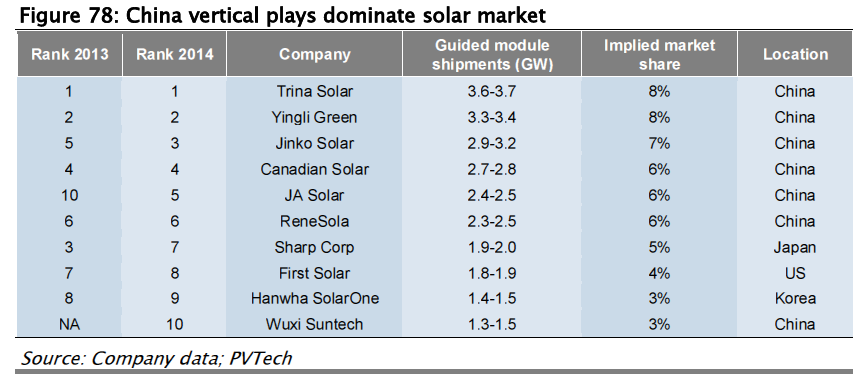 Figure 78: China vertical plays dominate solar market
Rank 2013 Rank 2014 Company Guided module shipments (GW) Implied market share Location
1 1 Trina Solar 3.6-3.7 8% China
2 2 Yingli Green 3.3-3.4 8% China
5 3 Jinko Solar 2.9-3.2 7% China
4 4 Canadian Solar 2.7-2.8 6% China
10 5 JA Solar 2.4-2.5 6% China
6 6 ReneSola 2.3-2.5 6% China
3 7 Sharp Corp 1.9-2.0 5% Japan
7 8 First Solar 1.8-1.9 4% US
8 9 Hanwha SolarOne 1.4-1.5 3% Korea
NA 10 Wuxi Suntech 1.3-1.5 3% China
Source: Company data; PVTech